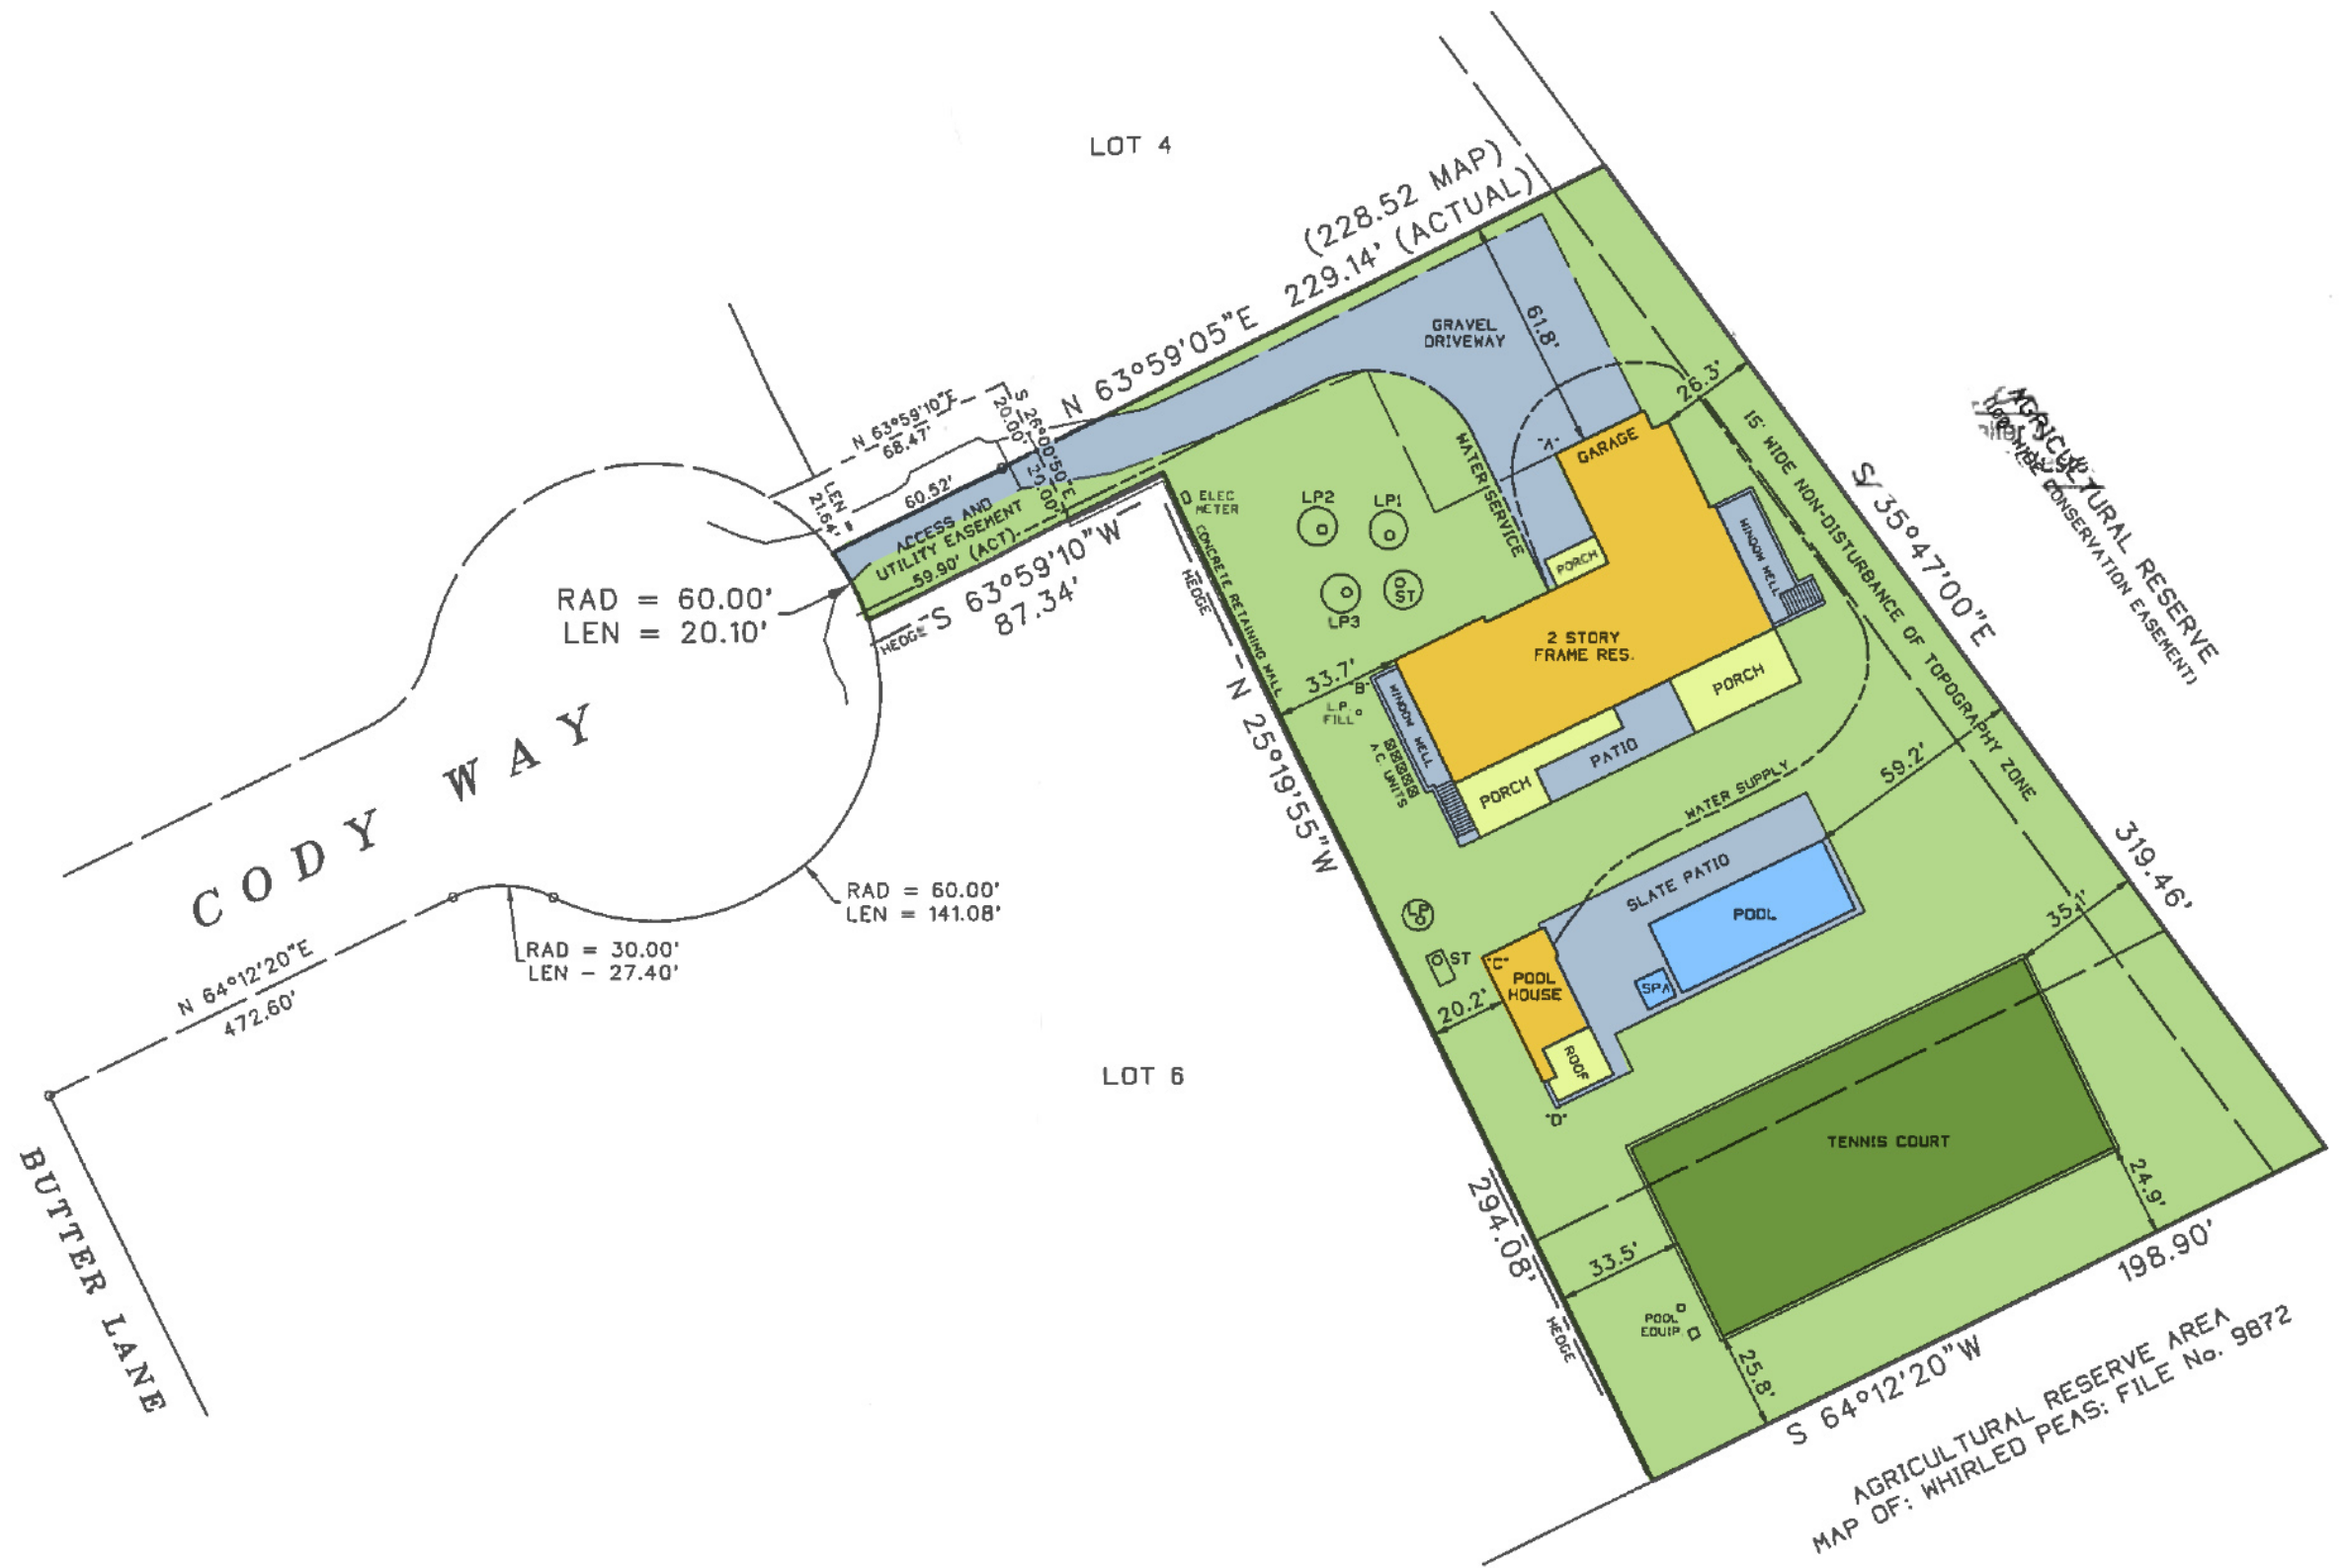 LOT 4
(228.52 MAP)
229.14' (ACTUAL)
N 63°59'05"E
N 63°59'10"E
68.47'
S 26°00'50"E
20.00'
20.00'
LEN =
21.64'
60.52'
ACCESS AND
UTILITY EASEMENT
59.90' (ACT).
S 63°59'10"W
87.34'
HEDGE
RAD = 60.00'
LEN = 20.10'
GRAVEL
DRIVEWAY
61.8'
26.3'
"A"
GARAGE
WATER SERVICE
ELEC
METER
CONCRETE RETAINING WALL
HEDGE
LP2
LP1
LP3
ST
PORCH
WINDOW WELL
15' WIDE NON-DISTURBANCE OF TOPOGRAPHY ZONE
S 35°47'00"E
319.46'
AGRICULTURAL RESERVE
CONSERVATION EASEMENT)
2 STORY
FRAME RES.
33.7'
"B"
L.P.
FILL
WINDOW WELL
A.C. UNITS
PORCH
PATIO
PORCH
N 25°19'55"W
294.08'
WATER SUPPLY
59.2'
SLATE PATIO
POOL
SPA
35.1'
LP
ST
"C"
POOL
HOUSE
20.2'
ROOF
"D"
TENNIS COURT
24.9'
33.5'
POOL
EQUIP.
25.8'
HEDGE
198.90'
S 64°12'20"W
AGRICULTURAL RESERVE AREA
MAP OF: WHIRLED PEAS: FILE No. 9872
CODY WAY
RAD = 60.00'
LEN = 141.08'
RAD = 30.00'
LEN - 27.40'
N 64°12'20"E
472.60'
LOT 6
BUTTER LANE